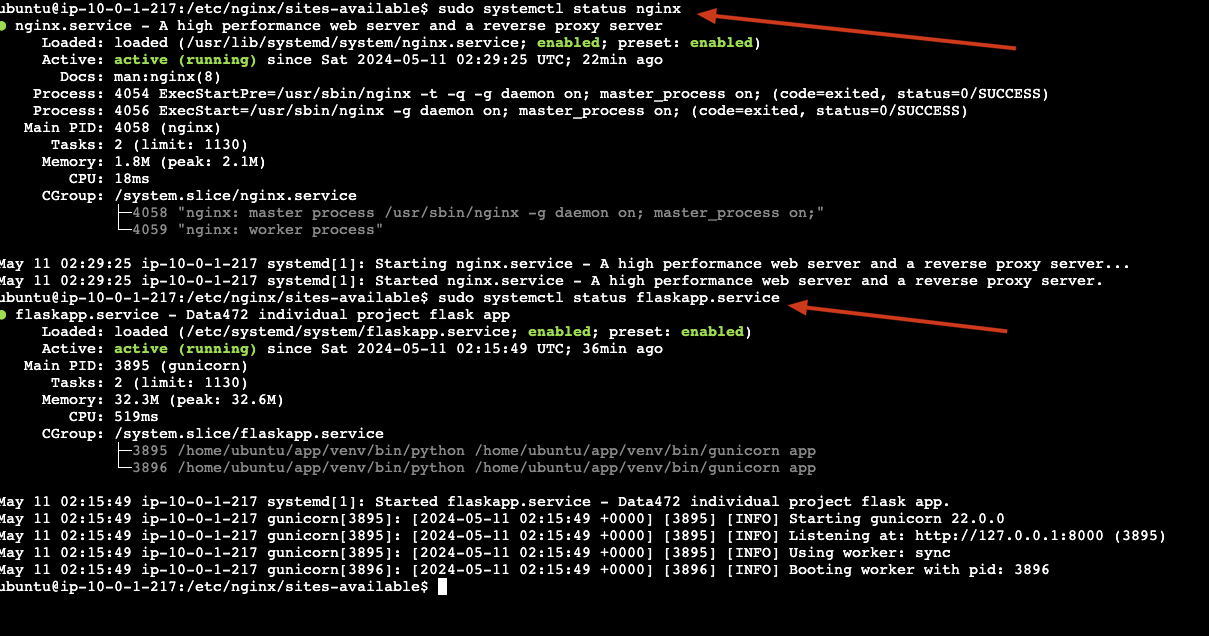 ubuntu@ip-10-0-1-217:/etc/nginx/sites-available$ sudo systemctl status nginx
● nginx.service - A high performance web server and a reverse proxy server
Loaded: loaded (/usr/lib/systemd/system/nginx.service; enabled; preset: enabled)
Active: active (running) since Sat 2024-05-11 02:29:25 UTC; 22min ago
Docs: man:nginx(8)
Process: 4054 ExecStartPre=/usr/sbin/nginx -t -q -g daemon on; master_process on; (code=exited, status=0/SUCCESS)
Process: 4056 ExecStart=/usr/sbin/nginx -g daemon on; master_process on; (code=exited, status=0/SUCCESS)
Main PID: 4058 (nginx)
Tasks: 2 (limit: 1130)
Memory: 1.8M (peak: 2.1M)
CPU: 18ms
CGroup: /system.slice/nginx.service
├─4058 "nginx: master process /usr/sbin/nginx -g daemon on; master_process on;"
└─4059 "nginx: worker process"
May 11 02:29:25 ip-10-0-1-217 systemd[1]: Starting nginx.service - A high performance web server and a reverse proxy server...
May 11 02:29:25 ip-10-0-1-217 systemd[1]: Started nginx.service - A high performance web server and a reverse proxy server.
ubuntu@ip-10-0-1-217:/etc/nginx/sites-available$ sudo systemctl status flaskapp.service
● flaskapp.service - Data472 individual project flask app
Loaded: loaded (/etc/systemd/system/flaskapp.service; enabled; preset: enabled)
Active: active (running) since Sat 2024-05-11 02:15:49 UTC; 36min ago
Main PID: 3895 (gunicorn)
Tasks: 2 (limit: 1130)
Memory: 32.3M (peak: 32.6M)
CPU: 519ms
CGroup: /system.slice/flaskapp.service
├─3895 /home/ubuntu/app/venv/bin/python /home/ubuntu/app/venv/bin/gunicorn app
└─3896 /home/ubuntu/app/venv/bin/python /home/ubuntu/app/venv/bin/gunicorn app
May 11 02:15:49 ip-10-0-1-217 systemd[1]: Started flaskapp.service - Data472 individual project flask app.
May 11 02:15:49 ip-10-0-1-217 gunicorn[3895]: [2024-05-11 02:15:49 +0000] [3895] [INFO] Starting gunicorn 22.0.0
May 11 02:15:49 ip-10-0-1-217 gunicorn[3895]: [2024-05-11 02:15:49 +0000] [3895] [INFO] Listening at: http://127.0.0.1:8000 (3895)
May 11 02:15:49 ip-10-0-1-217 gunicorn[3895]: [2024-05-11 02:15:49 +0000] [3895] [INFO] Using worker: sync
May 11 02:15:49 ip-10-0-1-217 gunicorn[3896]: [2024-05-11 02:15:49 +0000] [3896] [INFO] Booting worker with pid: 3896
ubuntu@ip-10-0-1-217:/etc/nginx/sites-available$